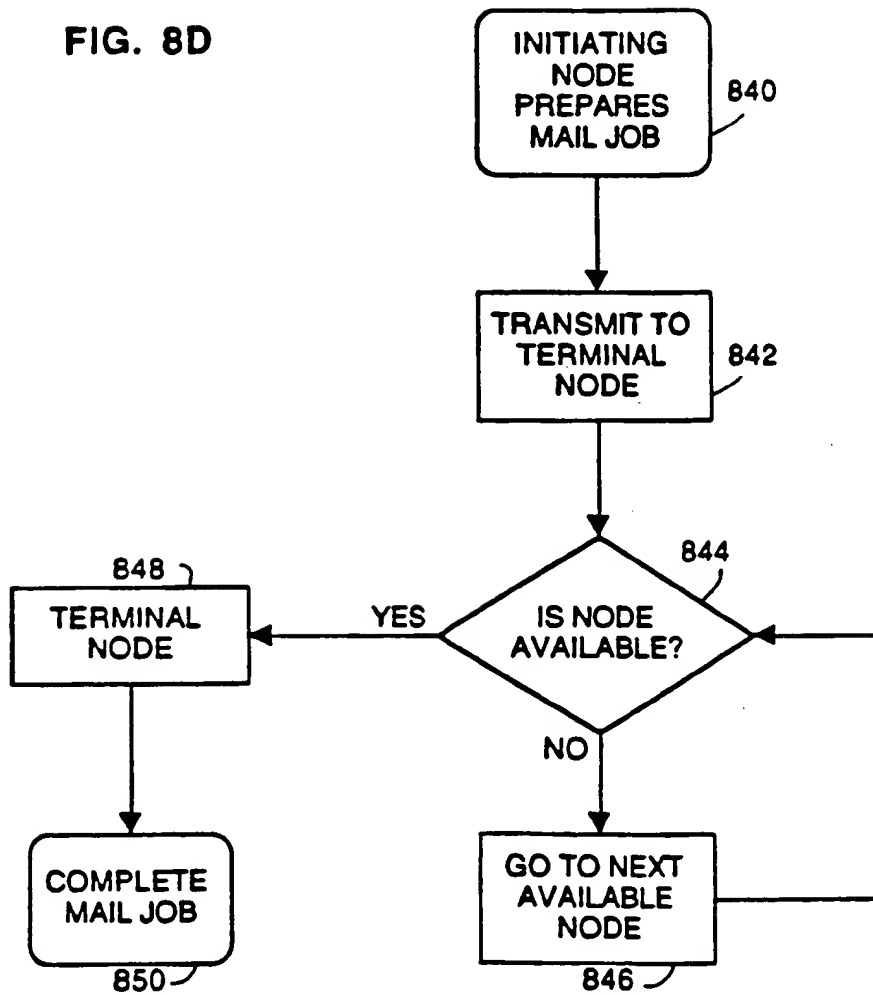 FIG. 8D
INITIATING
NODE
PREPARES
MAIL JOB
840
TRANSMIT TO
TERMINAL
NODE
842
844
IS NODE
AVAILABLE?
YES
NO
848
TERMINAL
NODE
COMPLETE
MAIL JOB
850
GO TO NEXT
AVAILABLE
NODE
846